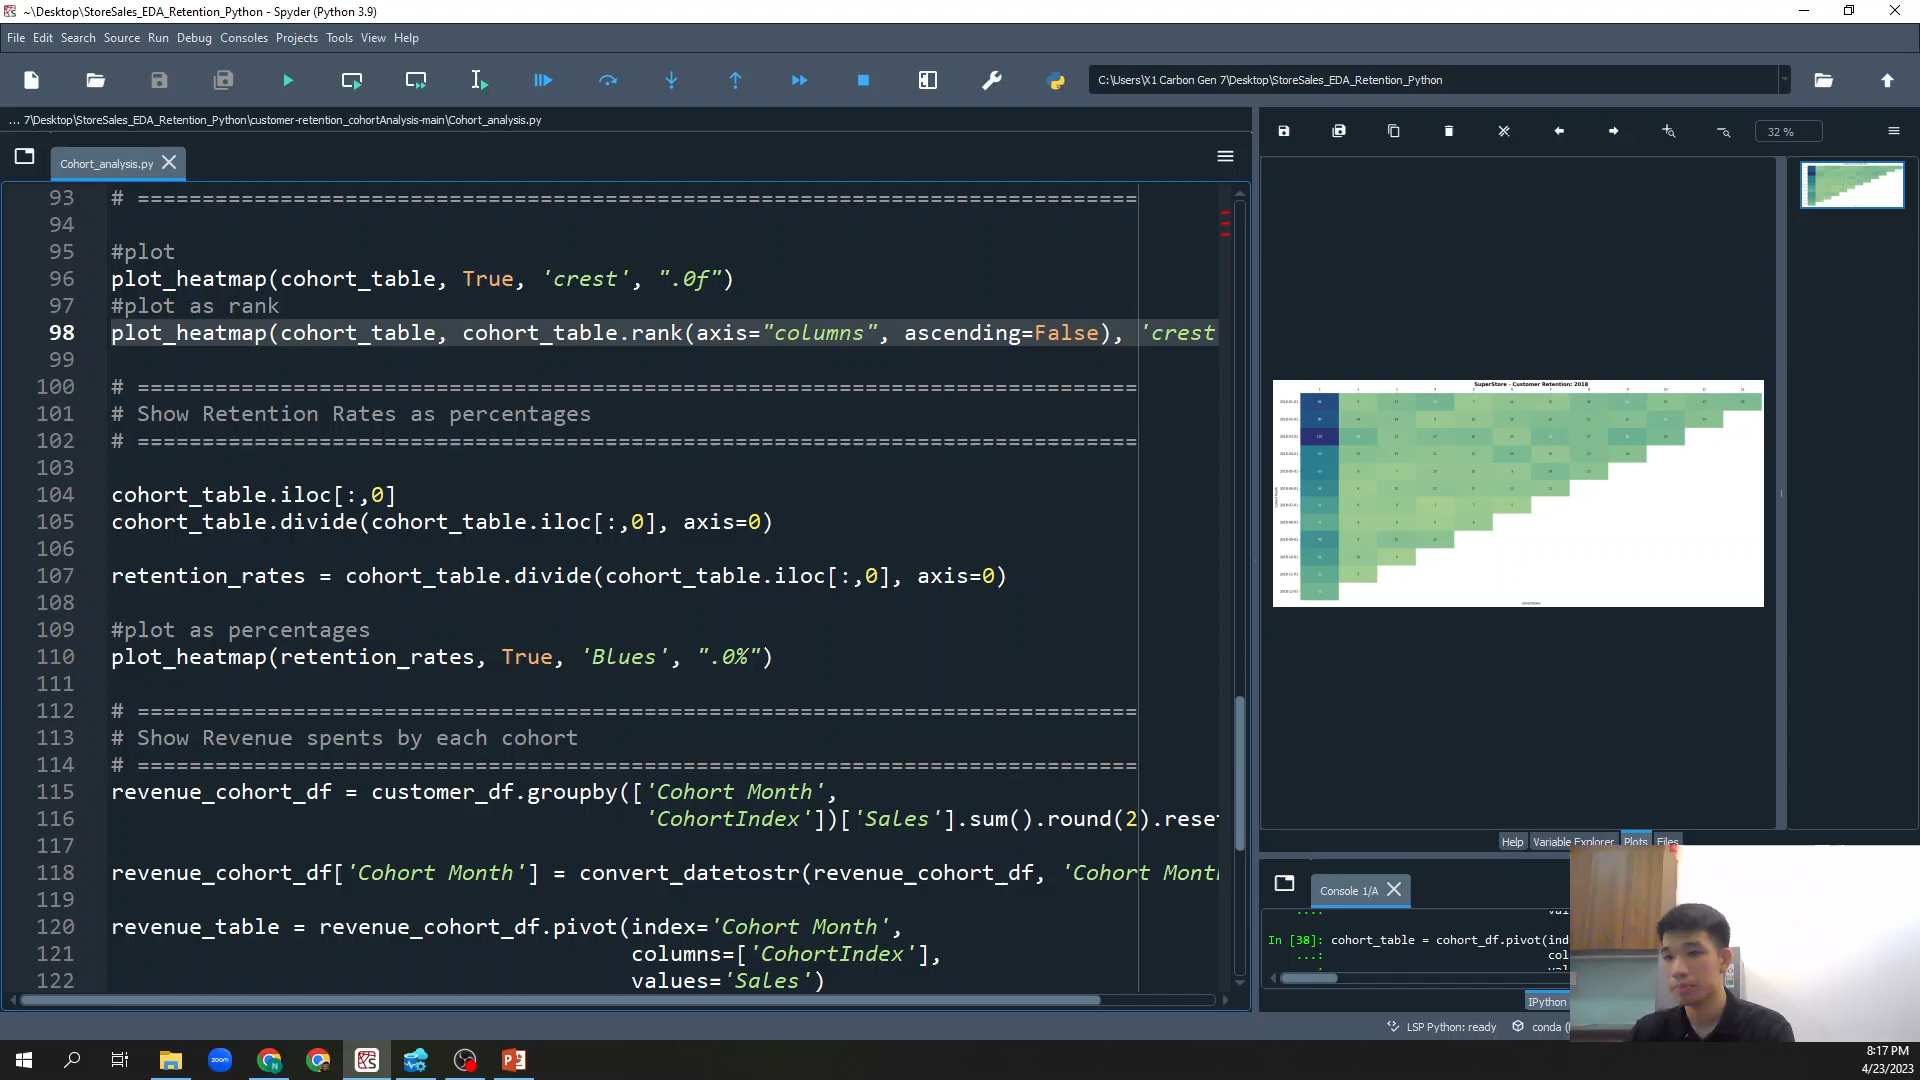 ~\Desktop\StoreSales_EDA_Retention_Python - Spyder (Python 3.9)
File Edit Search Source Run Debug Consoles Projects Tools View Help
C:\Users\X1 Carbon Gen 7\Desktop\StoreSales_EDA_Retention_Python
... 7\Desktop\StoreSales_EDA_Retention_Python\customer-retention_cohortAnalysis-main\Cohort_analysis.py
32 %
Cohort_analysis.py
93 # =============================================================================
94
95 #plot
96 plot_heatmap(cohort_table, True, 'crest', ".0f")
97 #plot as rank
98 plot_heatmap(cohort_table, cohort_table.rank(axis="columns", ascending=False), 'crest
99
100 # =============================================================================
101 # Show Retention Rates as percentages
102 # =============================================================================
103
104 cohort_table.iloc[:,0]
105 cohort_table.divide(cohort_table.iloc[:,0], axis=0)
106
107 retention_rates = cohort_table.divide(cohort_table.iloc[:,0], axis=0)
108
109 #plot as percentages
110 plot_heatmap(retention_rates, True, 'Blues', ".0%")
111
112 # =============================================================================
113 # Show Revenue spents by each cohort
114 # =============================================================================
115 revenue_cohort_df = customer_df.groupby(['Cohort Month',
116 'CohortIndex'])['Sales'].sum().round(2).reset
117
118 revenue_cohort_df['Cohort Month'] = convert_datetostr(revenue_cohort_df, 'Cohort Mont
119
120 revenue_table = revenue_cohort_df.pivot(index='Cohort Month',
121 columns=['CohortIndex'],
122 values='Sales')
SuperStore - Customer Retention: 2018
Help Variable Explorer Plots Files
Console 1/A
In [38]: cohort_table = cohort_df.pivot(ind
...: col
IPython
LSP Python: ready
conda (
zoom
8:17 PM
4/23/2023